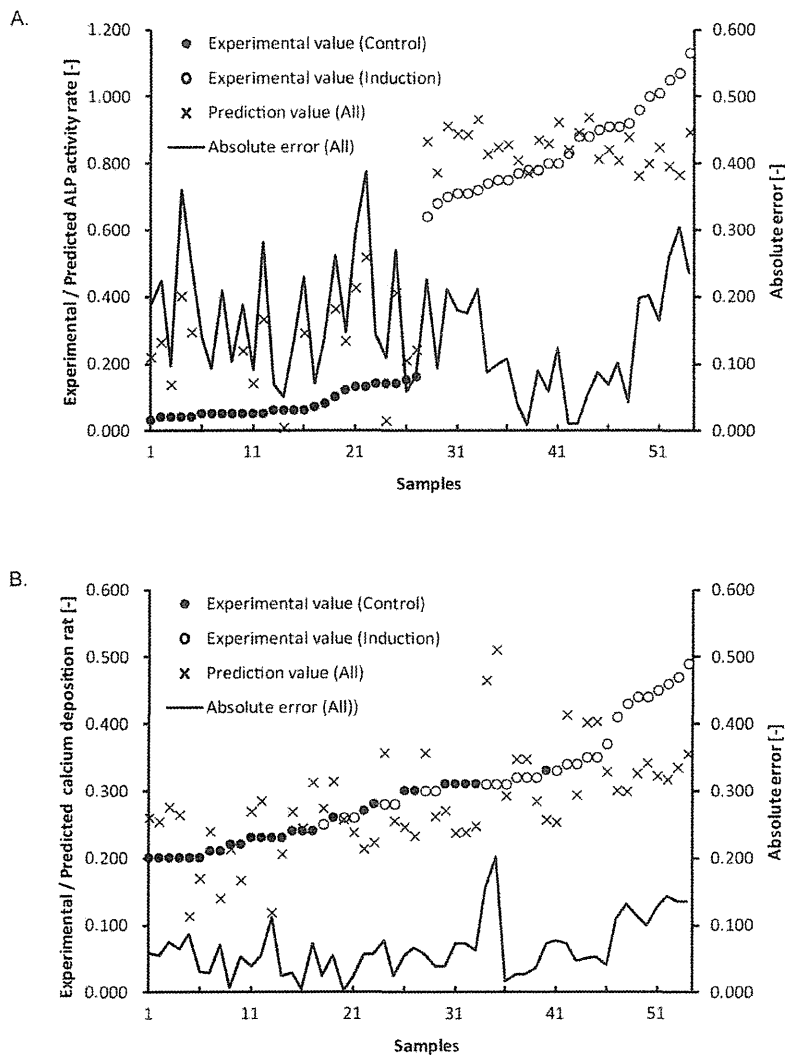 A.
1.200
1.000
0.800
0.600
0.400
0.200
0.000
Experimental / Predicted ALP activity rate [-]
Experimental value (Control)
Experimental value (Induction)
Prediction value (All)
Absolute error (All)
0.600
0.500
0.400
0.300
0.200
0.100
0.000
Absolute error [-]
1 11 21 31 41 51
Samples
B.
0.600
0.500
0.400
0.300
0.200
0.100
0.000
Experimental / Predicted calcium deposition rat [-]
Experimental value (Control)
Experimental value (Induction)
Prediction value (All)
Absolute error (All))
0.600
0.500
0.400
0.300
0.200
0.100
0.000
Absolute error [-]
1 11 21 31 41 51
Samples